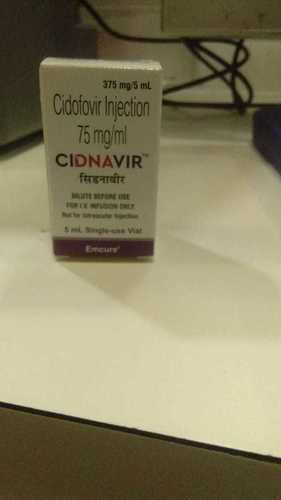 375 mg/5 mL
Cidofovir Injection
75 mg/ml
CIDNAVIR™
सिडनावीर
DILUTE BEFORE USE
FOR I.V. INFUSION ONLY
Not for intraocular Injection
5 mL Single-use Vial
Emcure®